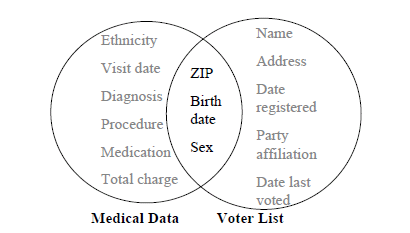 Ethnicity
Visit date
Diagnosis
Procedure
Medication
Total charge
ZIP
Birth
date
Sex
Name
Address
Date
registered
Party
affiliation
Date last
voted
Medical Data
Voter List